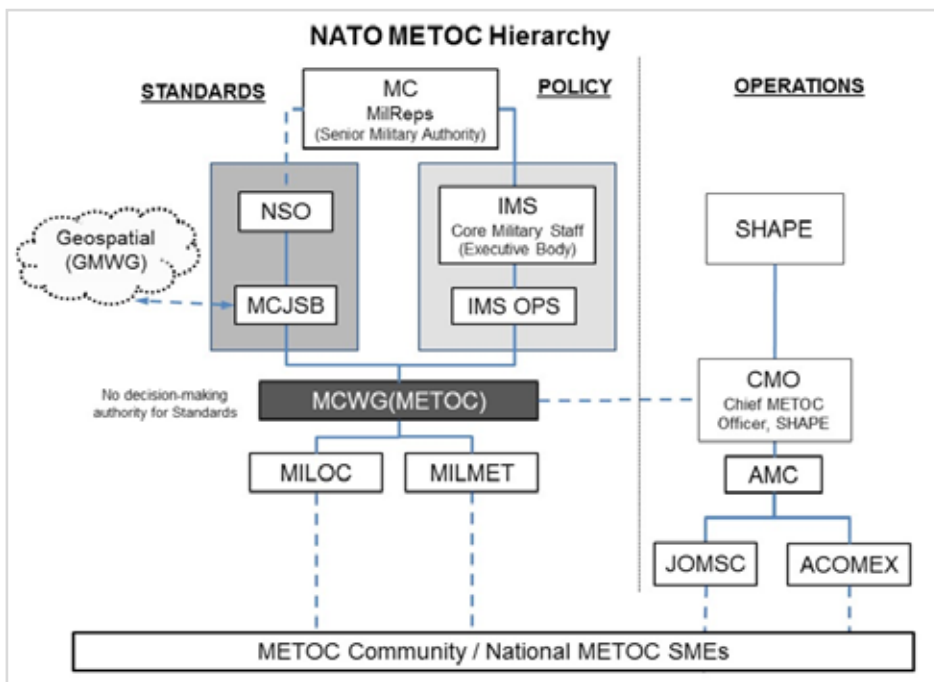 NATO METOC Hierarchy
STANDARDS
MC
MilReps
(Senior Military Authority)
POLICY
OPERATIONS
NSO
IMS
Core Military Staff
(Executive Body)
SHAPE
Geospatial
(GMWG)
MCJSB
IMS OPS
No decision-making
authority for Standards
MCWG(METOC)
CMO
Chief METOC
Officer, SHAPE
MILOC
MILMET
AMC
JOMSC
ACOMEX
METOC Community / National METOC SMEs